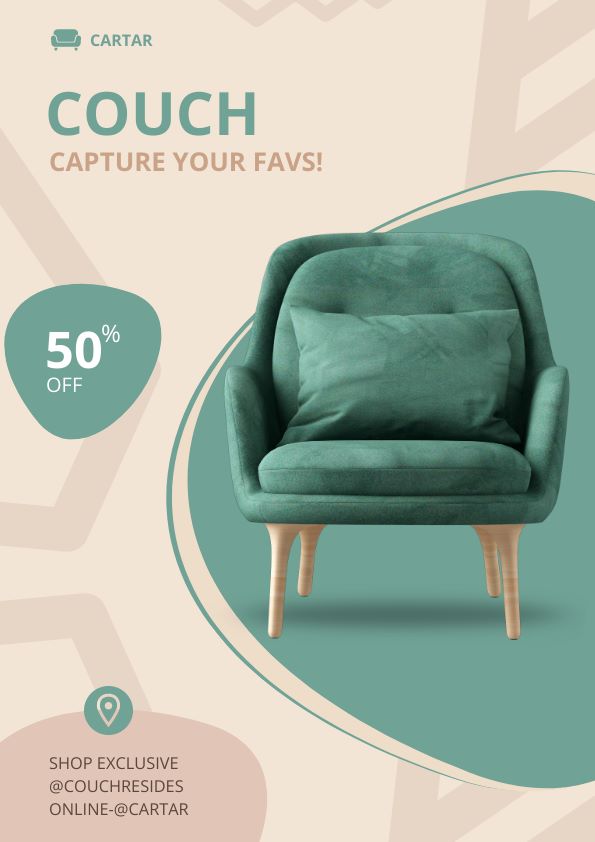 CARTAR
COUCH
CAPTURE YOUR FAVS!
50%
OFF
SHOP EXCLUSIVE
@COUCHRESIDES
ONLINE-@CARTAR